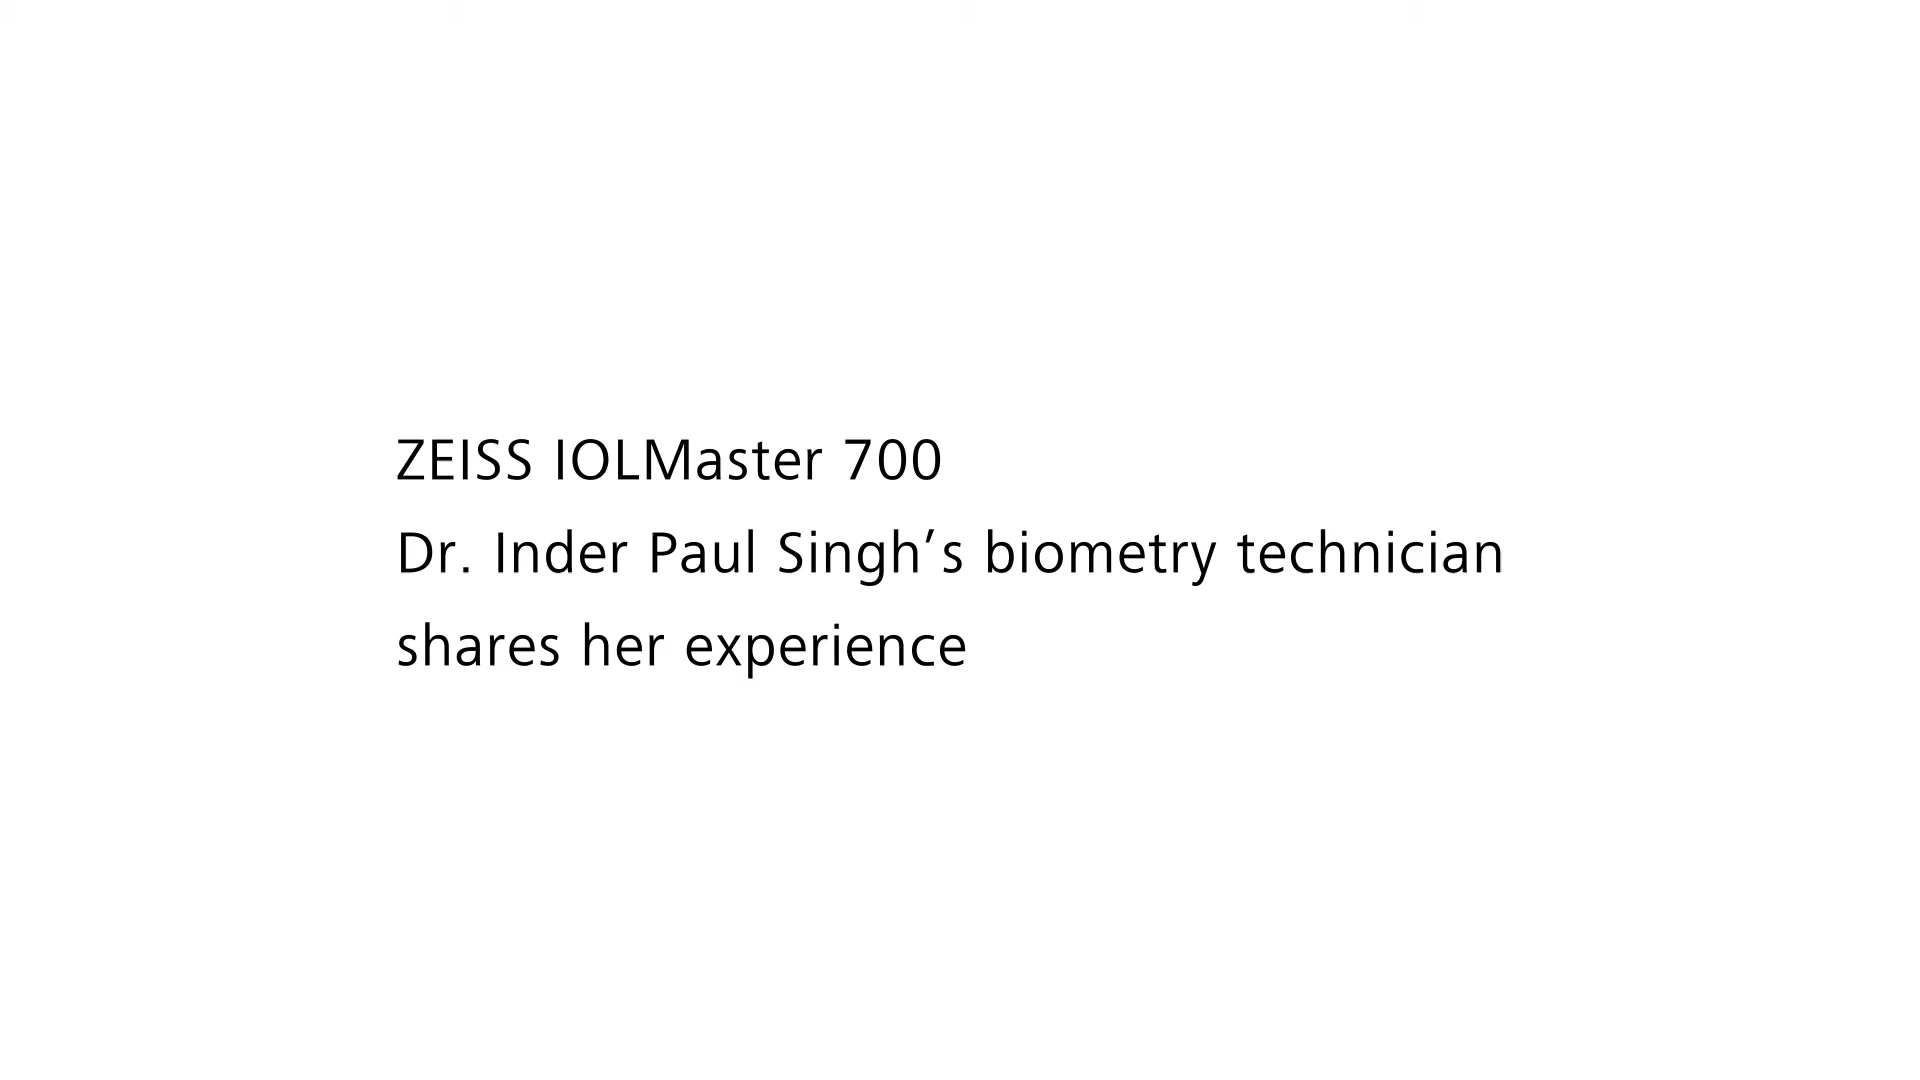 ZEISS IOLMaster 700
Dr. Inder Paul Singh’s biometry technician
shares her experience